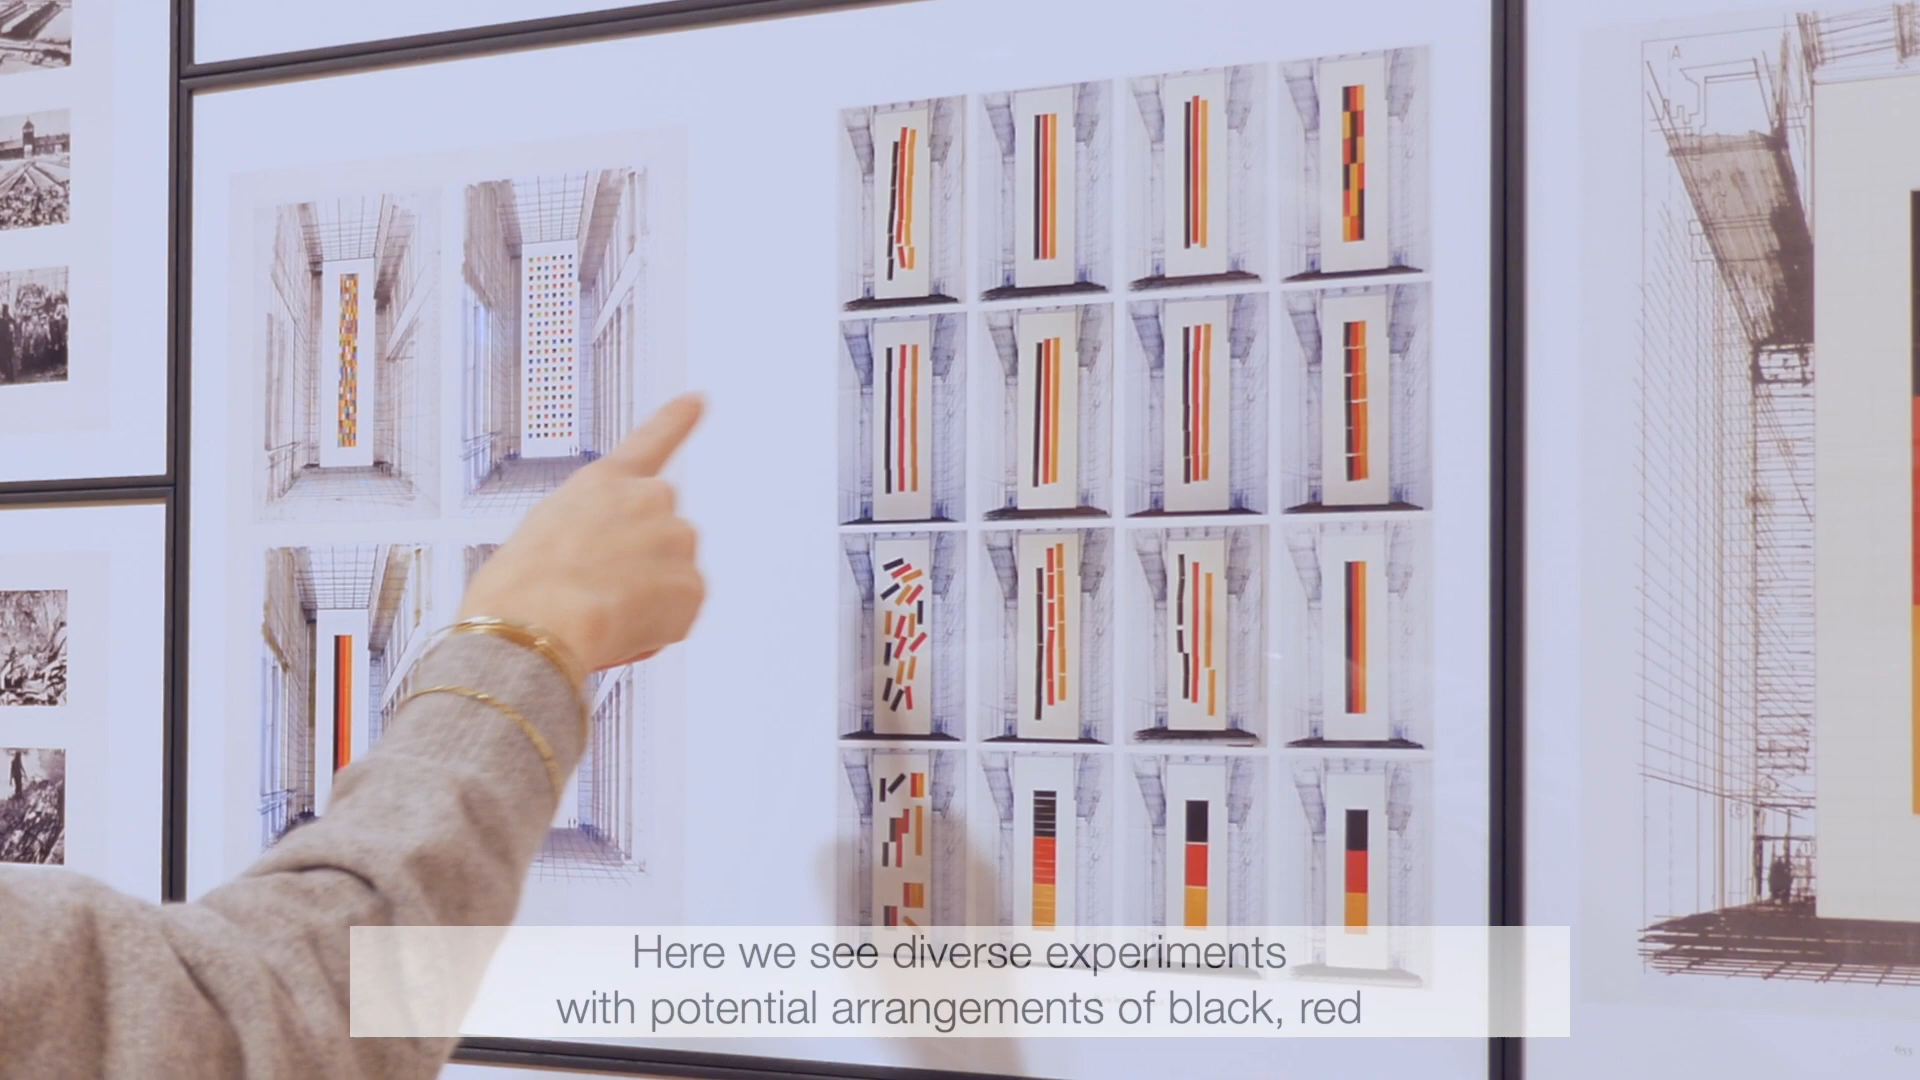 Here we see diverse experiments
with potential arrangements of black, red